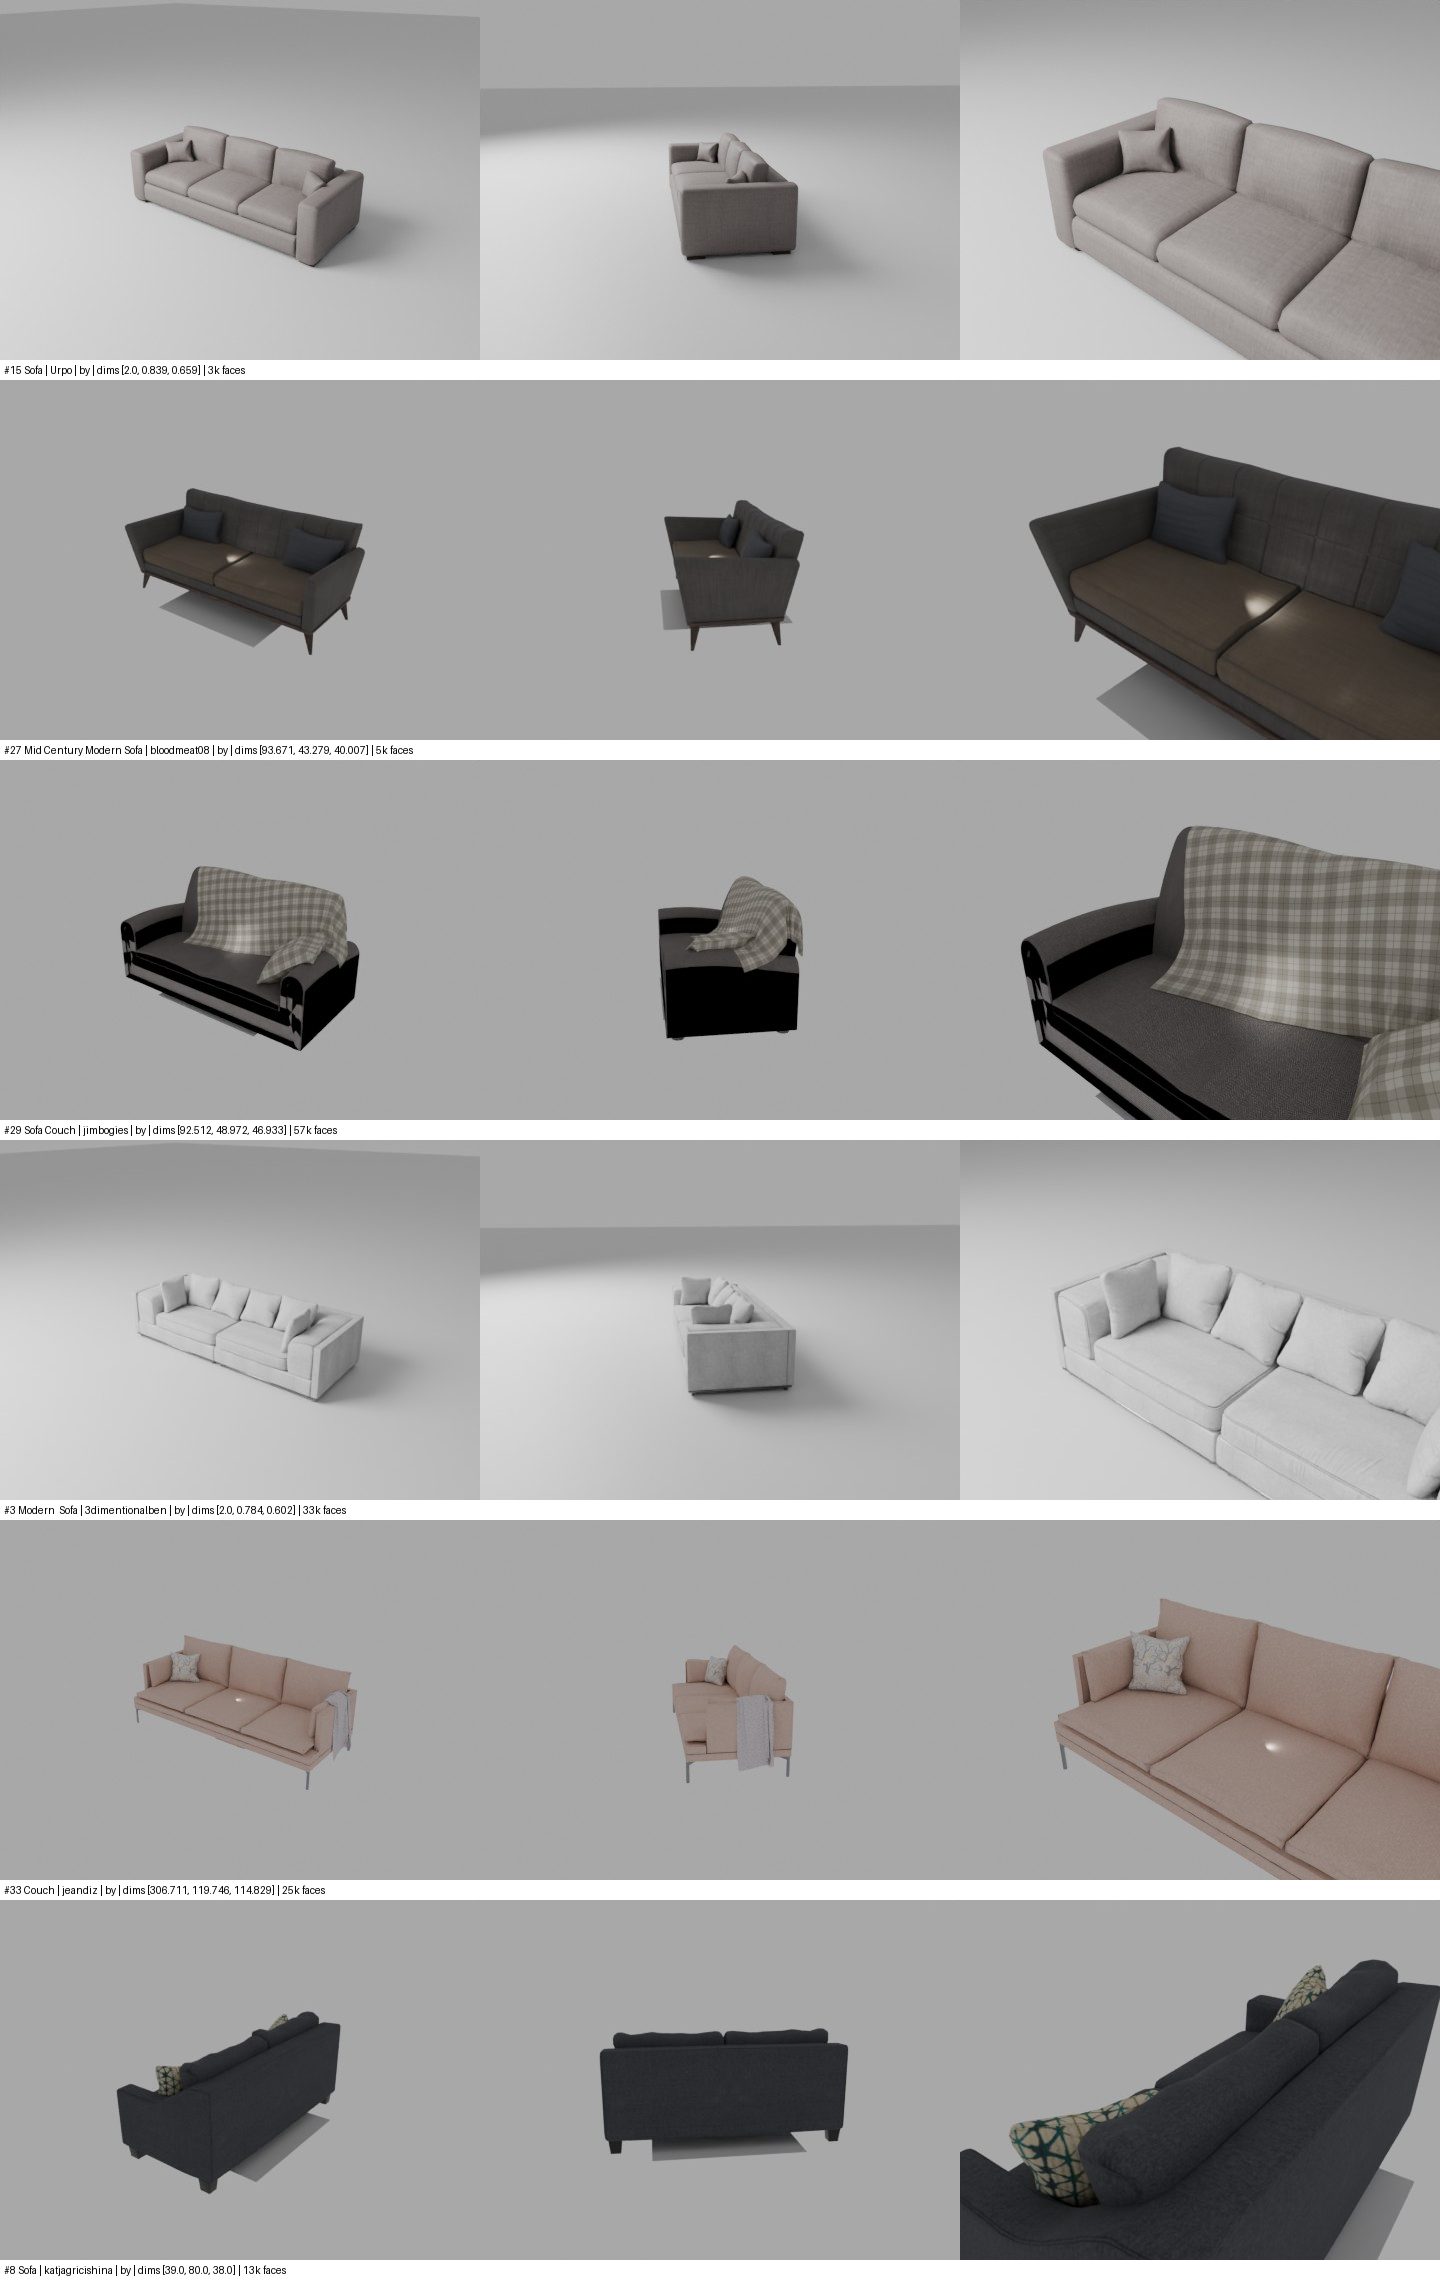 #15 Sofa | Urpo | by | dims [2.0, 0.839, 0.659] | 3k faces
#27 Mid Century Modern Sofa | bloodmeat08 | by | dims [93.671, 43.279, 40.007] | 5k faces
#29 Sofa Couch | jimbogies | by | dims [92.512, 48.972, 46.933] | 57k faces
#3 Modern  Sofa | 3dimentionalben | by | dims [2.0, 0.784, 0.602] | 33k faces
#33 Couch | jeandiz | by | dims [306.711, 119.746, 114.829] | 25k faces
#8 Sofa | katjagricishina | by | dims [39.0, 80.0, 38.0] | 13k faces